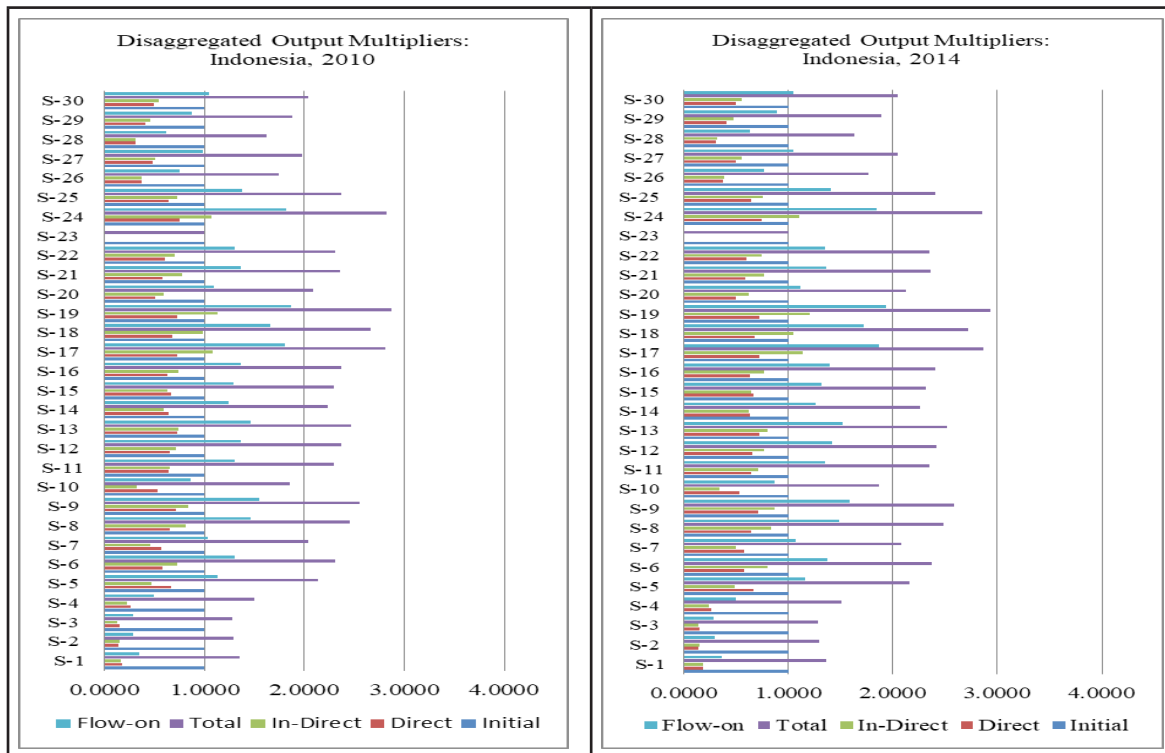 Disaggregated Output Multipliers:
Indonesia, 2010
S-30
S-29
S-28
S-27
S-26
S-25
S-24
S-23
S-22
S-21
S-20
S-19
S-18
S-17
S-16
S-15
S-14
S-13
S-12
S-11
S-10
S-9
S-8
S-7
S-6
S-5
S-4
S-3
S-2
S-1
0.0000 1.0000 2.0000 3.0000 4.0000
Flow-on Total In-Direct Direct Initial
Disaggregated Output Multipliers:
Indonesia, 2014
S-30
S-29
S-28
S-27
S-26
S-25
S-24
S-23
S-22
S-21
S-20
S-19
S-18
S-17
S-16
S-15
S-14
S-13
S-12
S-11
S-10
S-9
S-8
S-7
S-6
S-5
S-4
S-3
S-2
S-1
0.00000 1.00000 2.00000 3.00000 4.00000
Flow-on Total In-Direct Direct Initial